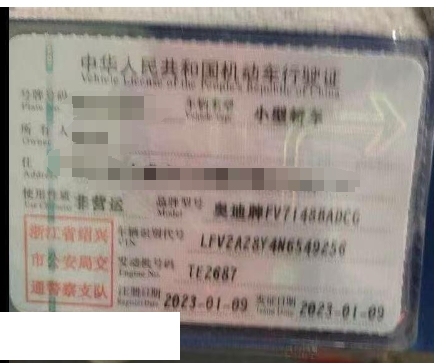 中华人民共和国机动车行驶证
Vehicle License of the People's Republic of China
号牌号码
Plate No.
车辆类型
Vehicle Type
小型轿车
所有人
Owner
住
Address
使用性质
Use Character
非营运
品牌型号
Model
奥迪牌FV7148BADCG
浙江省绍兴
市公安局交
通警察支队
车辆识别代号
VIN
LFV2A28Y4N6549256
发动机号码
Engine No.
TE2687
注册日期
Register Date
2023-01-09
发证日期
Issue Date
2023-01-09